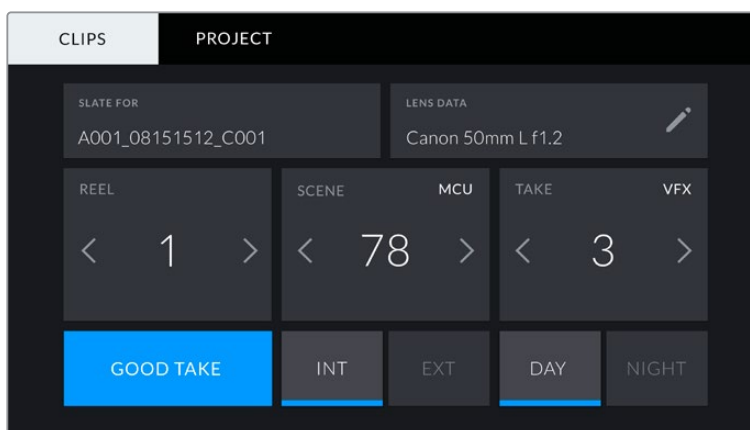 CLIPS PROJECT
SLATE FOR LENS DATA
A001_08151512_C001 Canon 50mm L f1.2
REEL SCENE MCU TAKE VFX
< 1 > < 78 > < 3 >
GOOD TAKE INT EXT DAY NIGHT